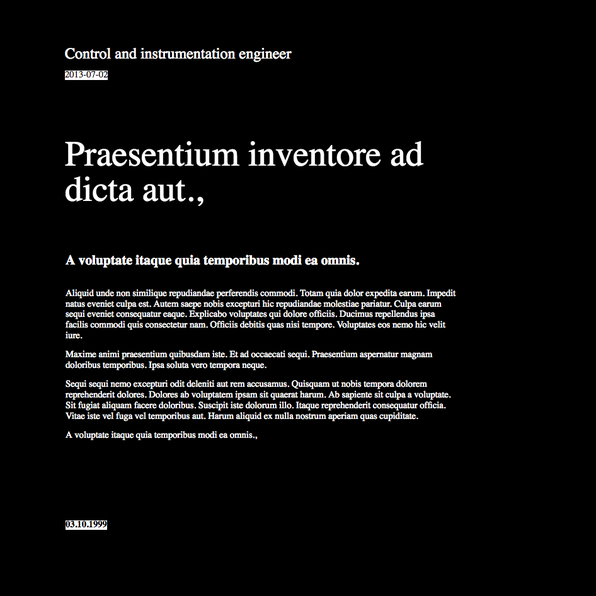 Control and instrumentation engineer
2013-07-02
Praesentium inventore ad
dicta aut.,
A voluptate itaque quia temporibus modi ea omnis.
Aliquid unde non similique repudiandae perferendis commodi. Totam quia dolor expedita earum. Impedit
natus eveniet culpa est. Autem saepe nobis excepturi hic repudiandae molestiae pariatur. Culpa earum
sequi eveniet consequatur eaque. Explicabo voluptates qui dolore officiis. Ducimus repellendus ipsa
facilis commodi quis consectetur nam. Officiis debitis quas nisi tempore. Voluptates eos nemo hic velit
iure.
Maxime animi praesentium quibusdam iste. Et ad occaecati sequi. Praesentium aspernatur magnam
doloribus temporibus. Ipsa soluta vero tempora neque.
Sequi sequi nemo excepturi odit deleniti aut rem accusamus. Quisquam ut nobis tempora dolorem
reprehenderit dolores. Dolores ab voluptatem ipsam sit quaerat harum. Ab sapiente sit culpa a voluptate.
Sit fugiat aliquam facere doloribus. Suscipit iste dolorum illo. Itaque reprehenderit consequatur officia.
Vitae iste vel fuga vel temporibus aut. Harum aliquid ex nulla nostrum aperiam quas cupiditate.
A voluptate itaque quia temporibus modi ea omnis.,
03.10.1999